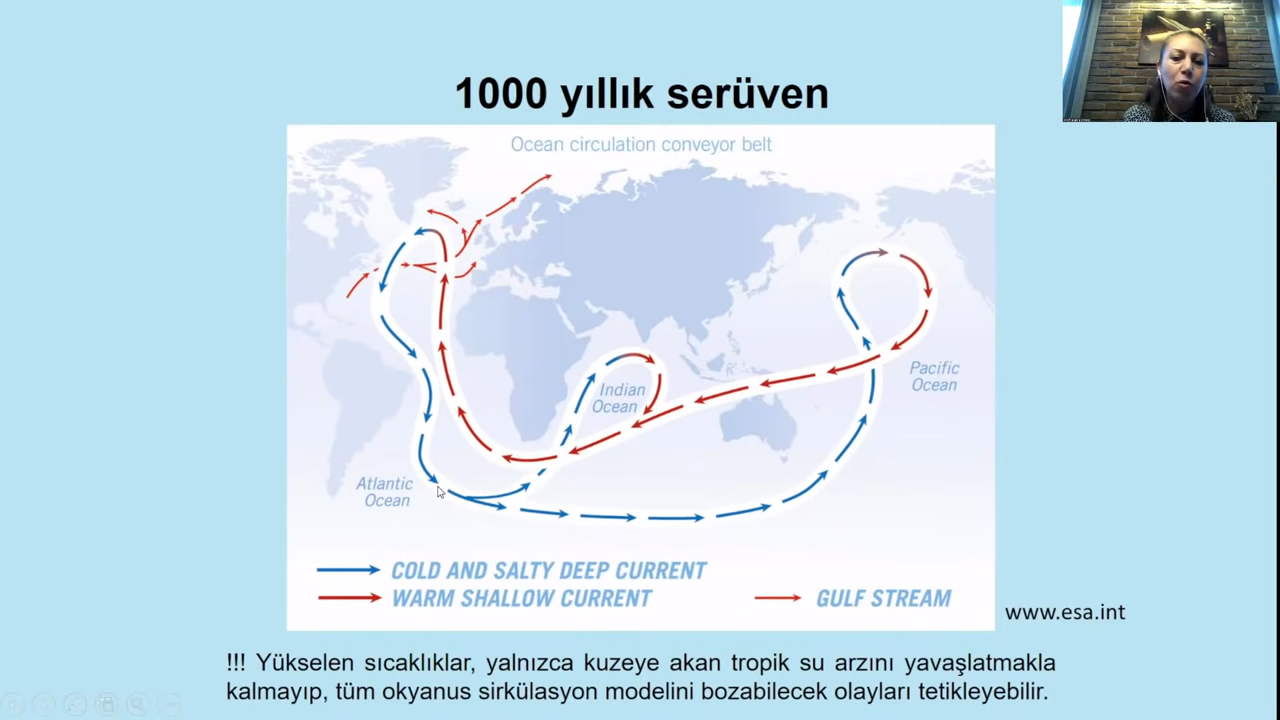 1000 yıllık serüven
Ocean circulation conveyor belt
Indian
Ocean
Pacific
Ocean
Atlantic
Ocean
COLD AND SALTY DEEP CURRENT
WARM SHALLOW CURRENT
GULF STREAM
www.esa.int
!!! Yükselen sıcaklıklar, yalnızca kuzeye akan tropik su arzını yavaşlatmakla
kalmayıp, tüm okyanus sirkülasyon modelini bozabilecek olayları tetikleyebilir.